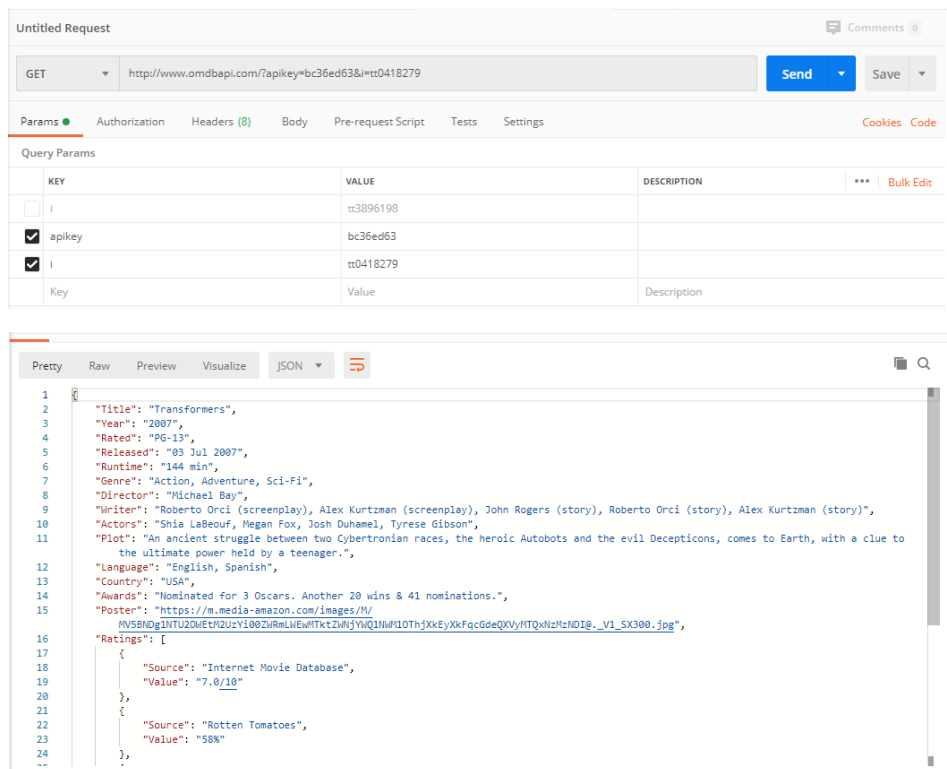 Untitled Request
Comments 0
GET
http://www.omdbapi.com/?apikey=bc36ed63&i=tt0418279
Send
Save
Params
Authorization
Headers (8)
Body
Pre-request Script
Tests
Settings
Cookies Code
Query Params
KEY VALUE DESCRIPTION ••• Bulk Edit
i tt3896198
apikey bc36ed63
i tt0418279
Key Value Description
Pretty Raw Preview Visualize JSON
1 {
2 "Title": "Transformers",
3 "Year": "2007",
4 "Rated": "PG-13",
5 "Released": "03 Jul 2007",
6 "Runtime": "144 min",
7 "Genre": "Action, Adventure, Sci-Fi",
8 "Director": "Michael Bay",
9 "Writer": "Roberto Orci (screenplay), Alex Kurtzman (screenplay), John Rogers (story), Roberto Orci (story), Alex Kurtzman (story)",
10 "Actors": "Shia LaBeouf, Megan Fox, Josh Duhamel, Tyrese Gibson",
11 "Plot": "An ancient struggle between two Cybertronian races, the heroic Autobots and the evil Decepticons, comes to Earth, with a clue to
the ultimate power held by a teenager.",
12 "Language": "English, Spanish",
13 "Country": "USA",
14 "Awards": "Nominated for 3 Oscars. Another 20 wins & 41 nominations.",
15 "Poster": "https://m.media-amazon.com/images/M/
MV5BNDg1NTU2OWEtM2UzYi00ZWRmLWEwMTktZWNjYWQ1NWM1OThjXkEyXkFqcGdeQXVyMTQxNzMzNDI@._V1_SX300.jpg",
16 "Ratings": [
17 {
18 "Source": "Internet Movie Database",
19 "Value": "7.0/10"
20 },
21 {
22 "Source": "Rotten Tomatoes",
23 "Value": "58%"
24 },